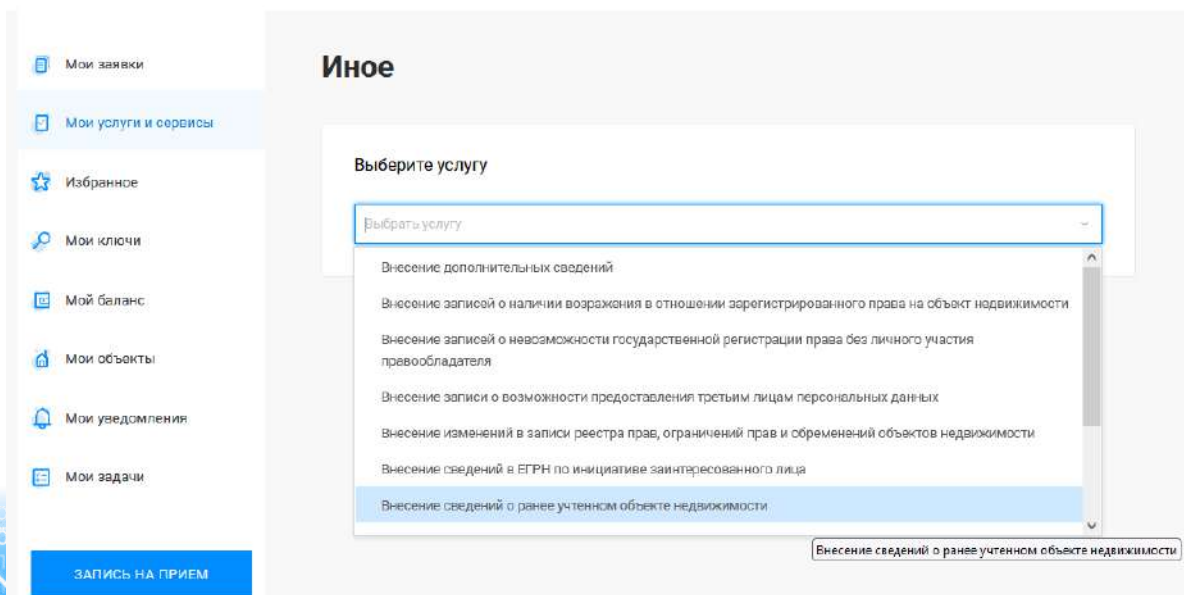 Мои заявки
Мои услуги и сервисы
Избранное
Мои ключи
Мой баланс
Мои объекты
Мои уведомления
Мои задачи
ЗАПИСЬ НА ПРИЕМ
Иное
Выберите услугу
Выбрать услугу
Внесение дополнительных сведений
Внесение записей о наличии возражения в отношении зарегистрированного права на объект недвижимости
Внесение записей о невозможности государственной регистрации права без личного участия
правообладателя
Внесение записи о возможности предоставления третьим лицам персональных данных
Внесение изменений в записи реестра прав, ограничений прав и обременений объектов недвижимости
Внесение сведений в ЕГРН по инициативе заинтересованного лица
Внесение сведений о ранее учтенном объекте недвижимости
Внесение сведений о ранее учтенном объекте недвижимости